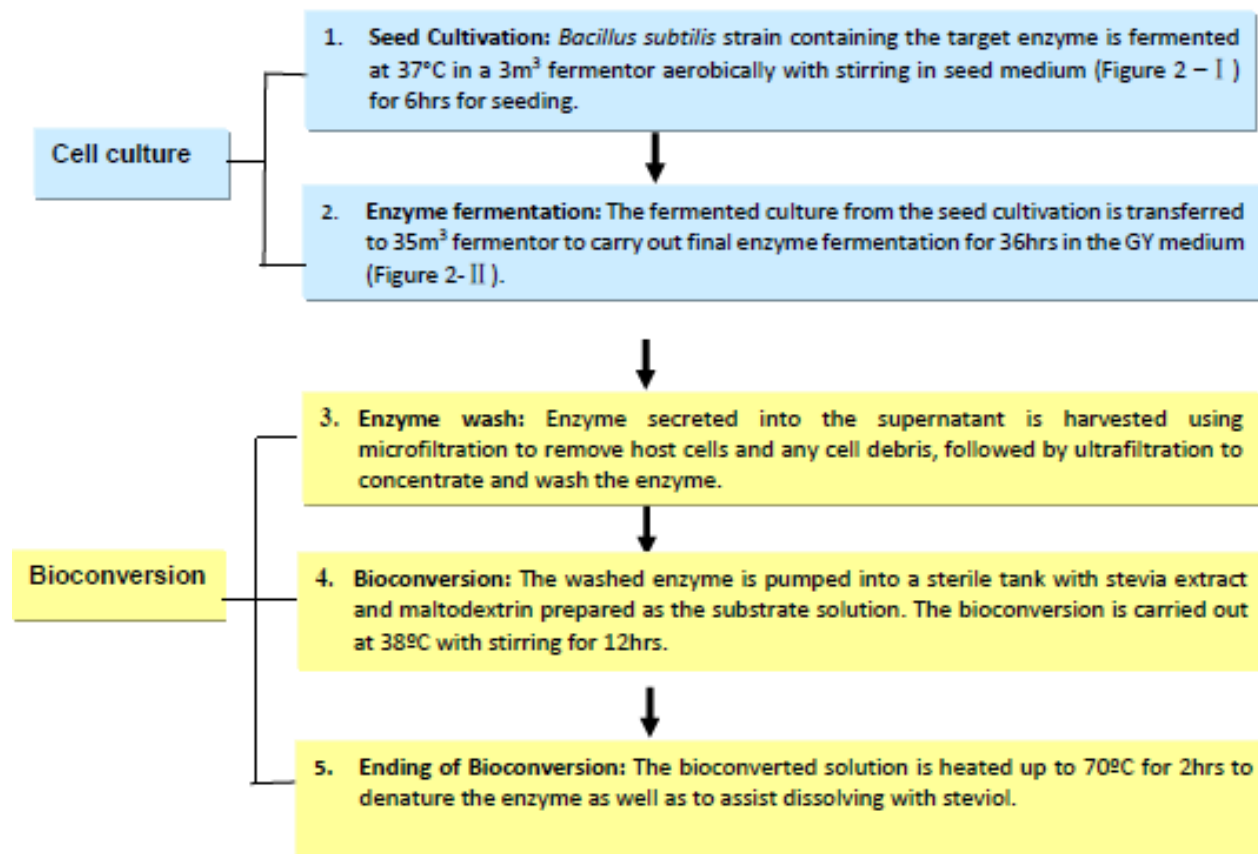 Cell culture
1. Seed Cultivation: Bacillus subtilis strain containing the target enzyme is fermented
at 37°C in a 3m³ fermentor aerobically with stirring in seed medium (Figure 2 – Ⅰ)
for 6hrs for seeding.
2. Enzyme fermentation: The fermented culture from the seed cultivation is transferred
to 35m³ fermentor to carry out final enzyme fermentation for 36hrs in the GY medium
(Figure 2- Ⅱ).
Bioconversion
3. Enzyme wash: Enzyme secreted into the supernatant is harvested using
microfiltration to remove host cells and any cell debris, followed by ultrafiltration to
concentrate and wash the enzyme.
4. Bioconversion: The washed enzyme is pumped into a sterile tank with stevia extract
and maltodextrin prepared as the substrate solution. The bioconversion is carried out
at 38ºC with stirring for 12hrs.
5. Ending of Bioconversion: The bioconverted solution is heated up to 70ºC for 2hrs to
denature the enzyme as well as to assist dissolving with steviol.